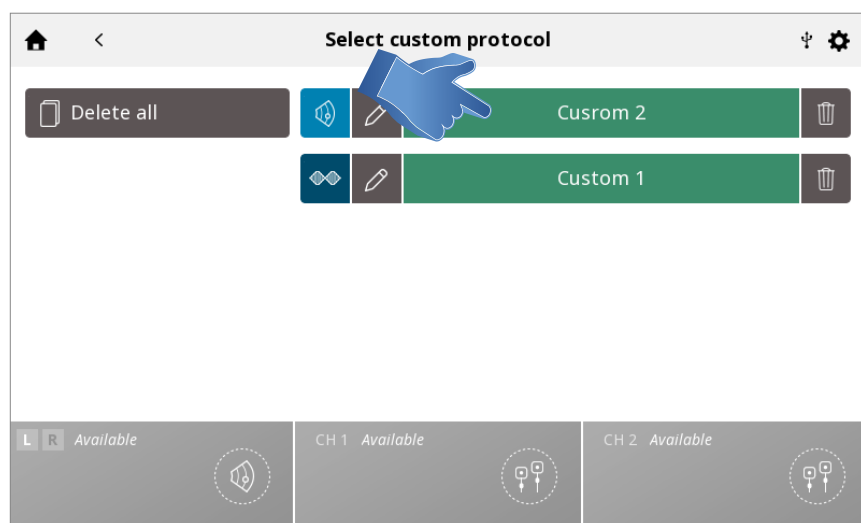 Select custom protocol
Delete all
Cusrom 2
Custom 1
L R Available
CH 1 Available
CH 2 Available